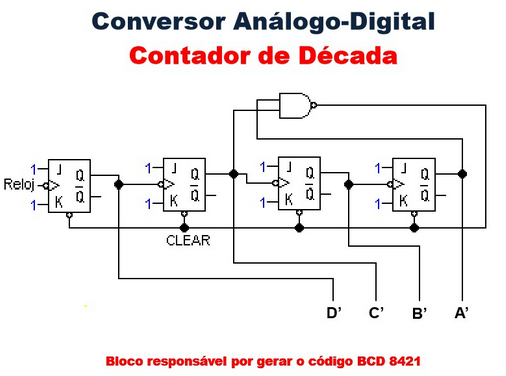 Conversor Análogo-Digital
Contador de Década
1 J Q 1 J Q 1 J Q 1 J Q
Reloj Q Q Q Q
1 K 1 K 1 K 1 K
CLEAR
D' C' B' A'
Bloco responsável por gerar o código BCD 8421